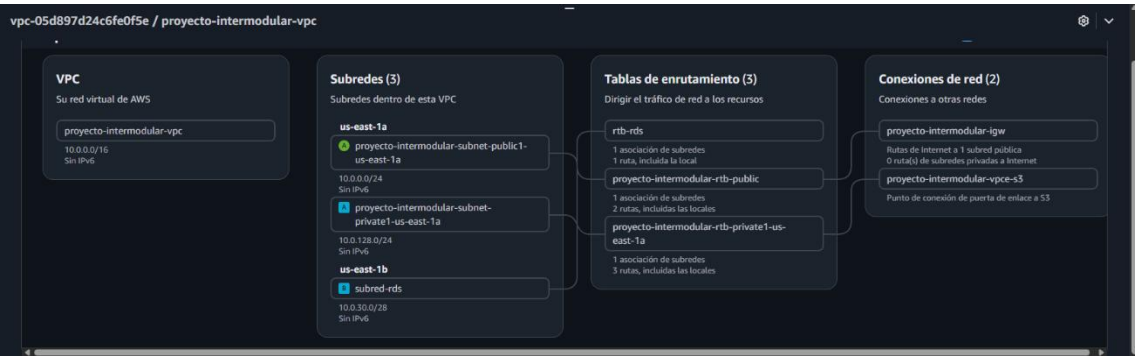 vpc-05d897d24c6fe0f5e / proyecto-intermodular-vpc
VPC
Su red virtual de AWS
proyecto-intermodular-vpc
10.0.0.0/16
Sin IPv6
Subredes (3)
Subredes dentro de esta VPC
us-east-1a
A
proyecto-intermodular-subnet-public1-
us-east-1a
10.0.0.0/24
Sin IPv6
A
proyecto-intermodular-subnet-
private1-us-east-1a
10.0.128.0/24
Sin IPv6
us-east-1b
B
subred-rds
10.0.30.0/28
Sin IPv6
Tablas de enrutamiento (3)
Dirigir el tráfico de red a los recursos
rtb-rds
1 asociación de subredes
1 ruta, incluida la local
proyecto-intermodular-rtb-public
1 asociación de subredes
2 rutas, incluidas las locales
proyecto-intermodular-rtb-private1-us-
east-1a
1 asociación de subredes
3 rutas, incluidas las locales
Conexiones de red (2)
Conexiones a otras redes
proyecto-intermodular-igw
Rutas de Internet a 1 subred pública
0 ruta(s) de subredes privadas a Internet
proyecto-intermodular-vpce-s3
Punto de conexión de puerta de enlace a S3